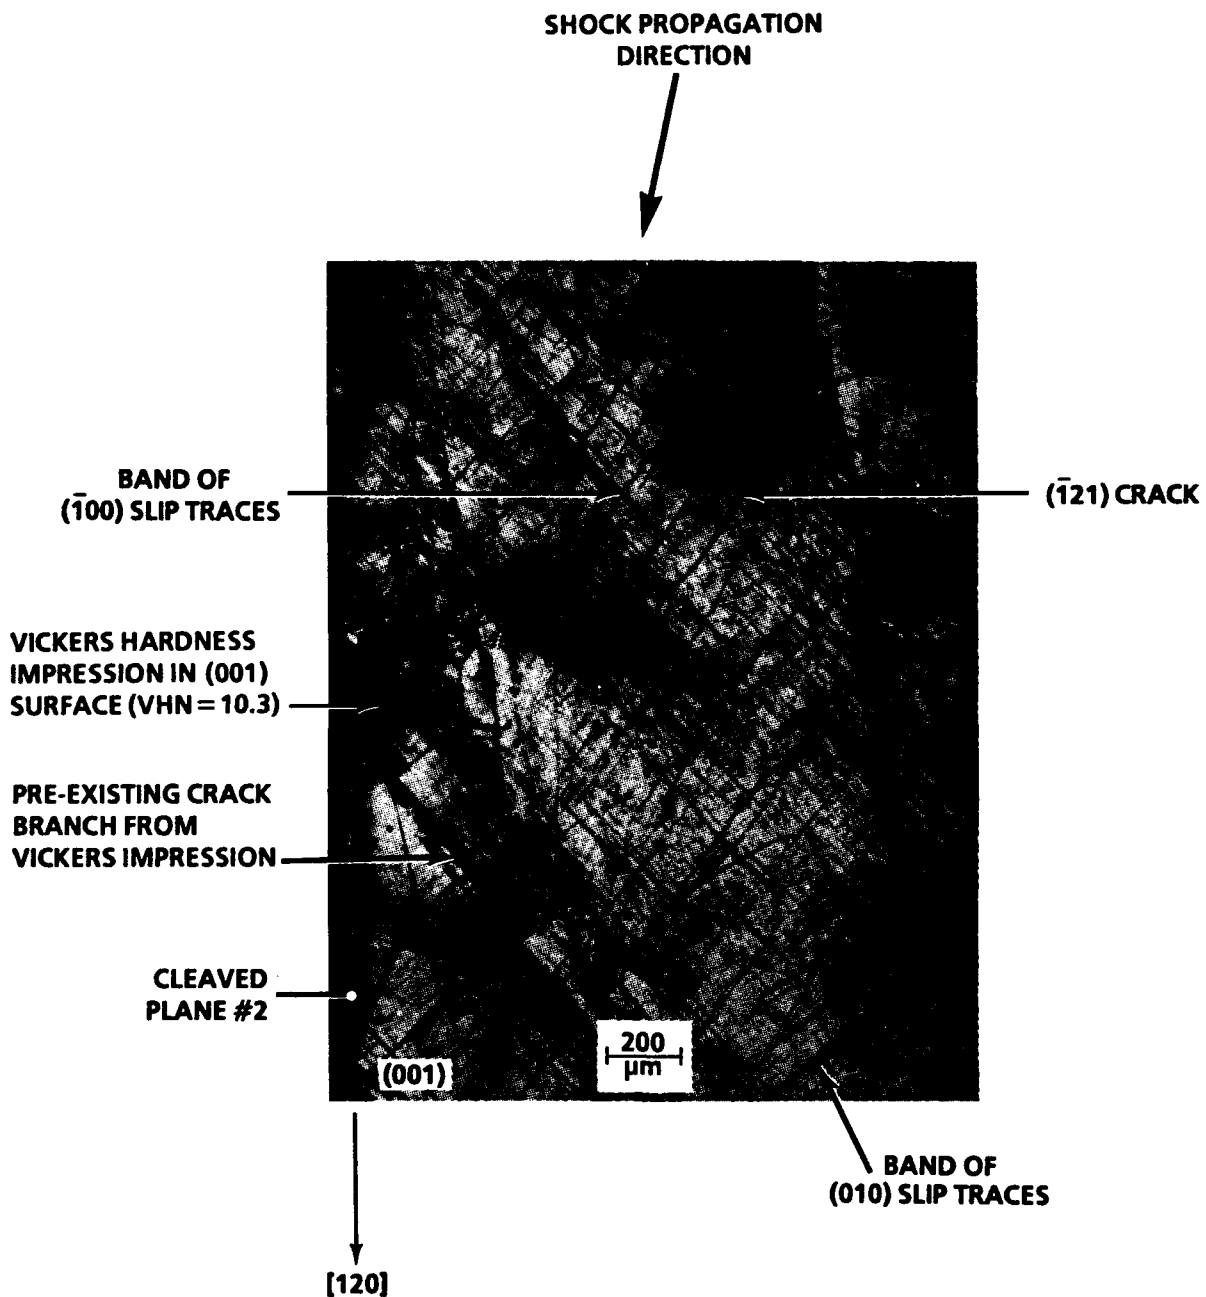 SHOCK PROPAGATION
DIRECTION
BAND OF
(1̄00) SLIP TRACES
(1̄21) CRACK
VICKERS HARDNESS
IMPRESSION IN (001)
SURFACE (VHN = 10.3)
PRE-EXISTING CRACK
BRANCH FROM
VICKERS IMPRESSION
CLEAVED
PLANE #2
200
μm
(001)
BAND OF
(010) SLIP TRACES
[120]